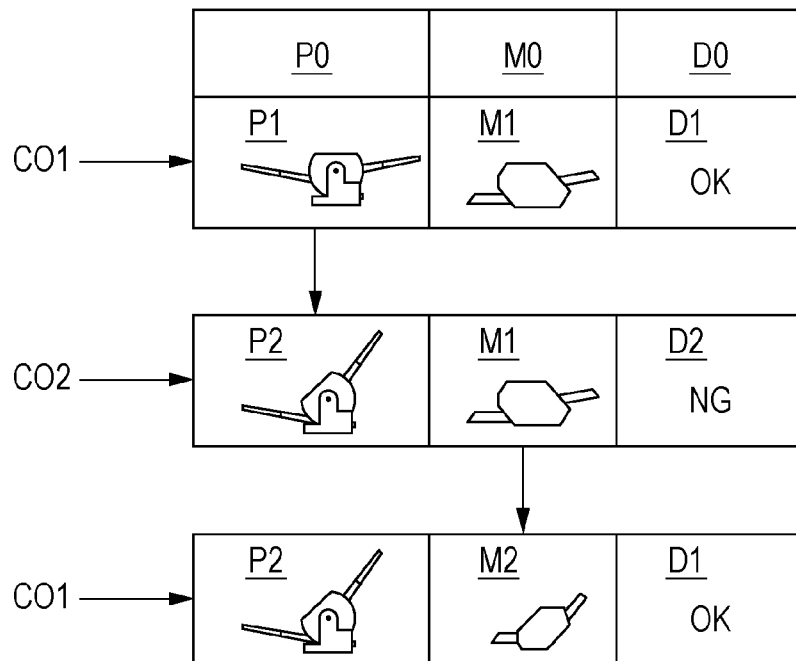 P0 M0 D0
P1 M1 D1
CO1 OK
P2 M1 D2
CO2 NG
P2 M2 D1
CO1 OK